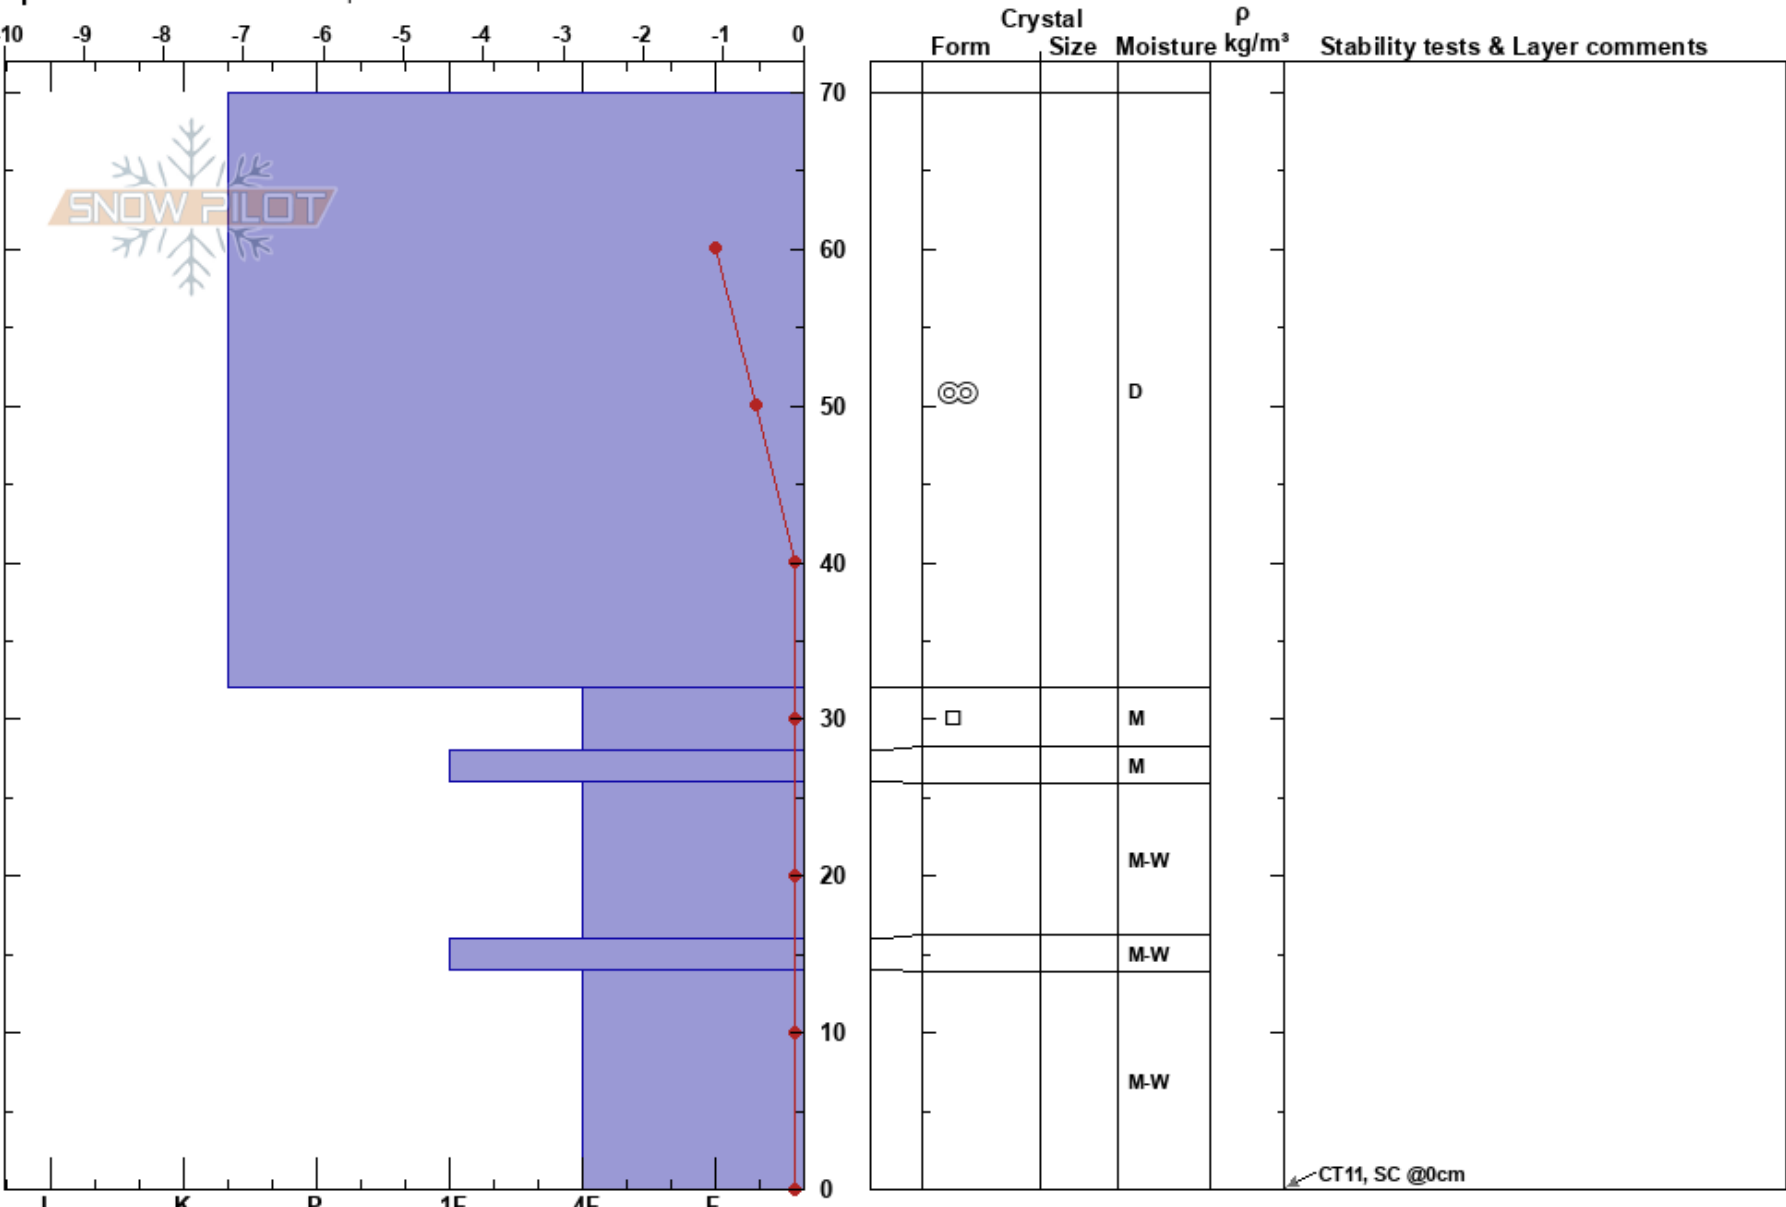 -10 -9 -8 -7 -6 -5 -4 -3 -2 -1 0
Crystal ρ
Form Size Moisture kg/m³ Stability tests & Layer comments
70
SNOW PILOT
60
50
D
40
30
M
M
M-W
20
M-W
10
M-W
CT11, SC @0cm
0
I K P 1F 4F F